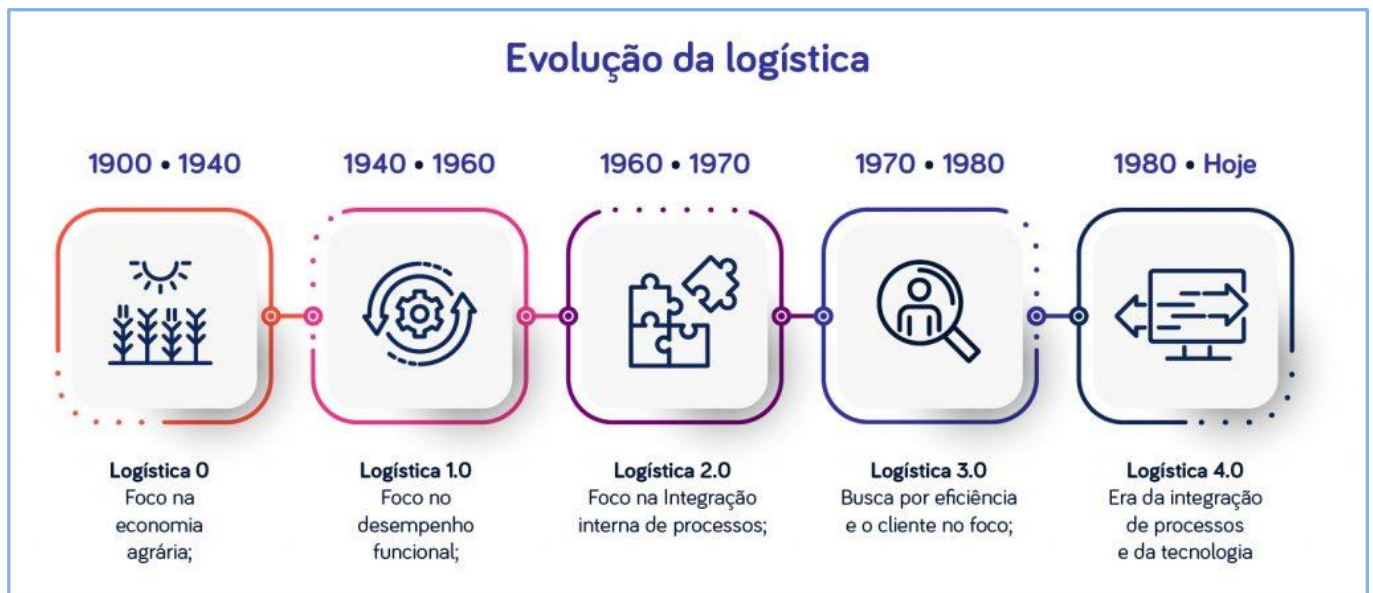 Evolução da logística
1900 • 1940
1940 • 1960
1960 • 1970
1970 • 1980
1980 • Hoje
Logística 0
Foco na
economia
agrária;
Logística 1.0
Foco no
desempenho
funcional;
Logística 2.0
Foco na Integração
interna de processos;
Logística 3.0
Busca por eficiência
e o cliente no foco;
Logística 4.0
Era da integração
de processos
e da tecnologia